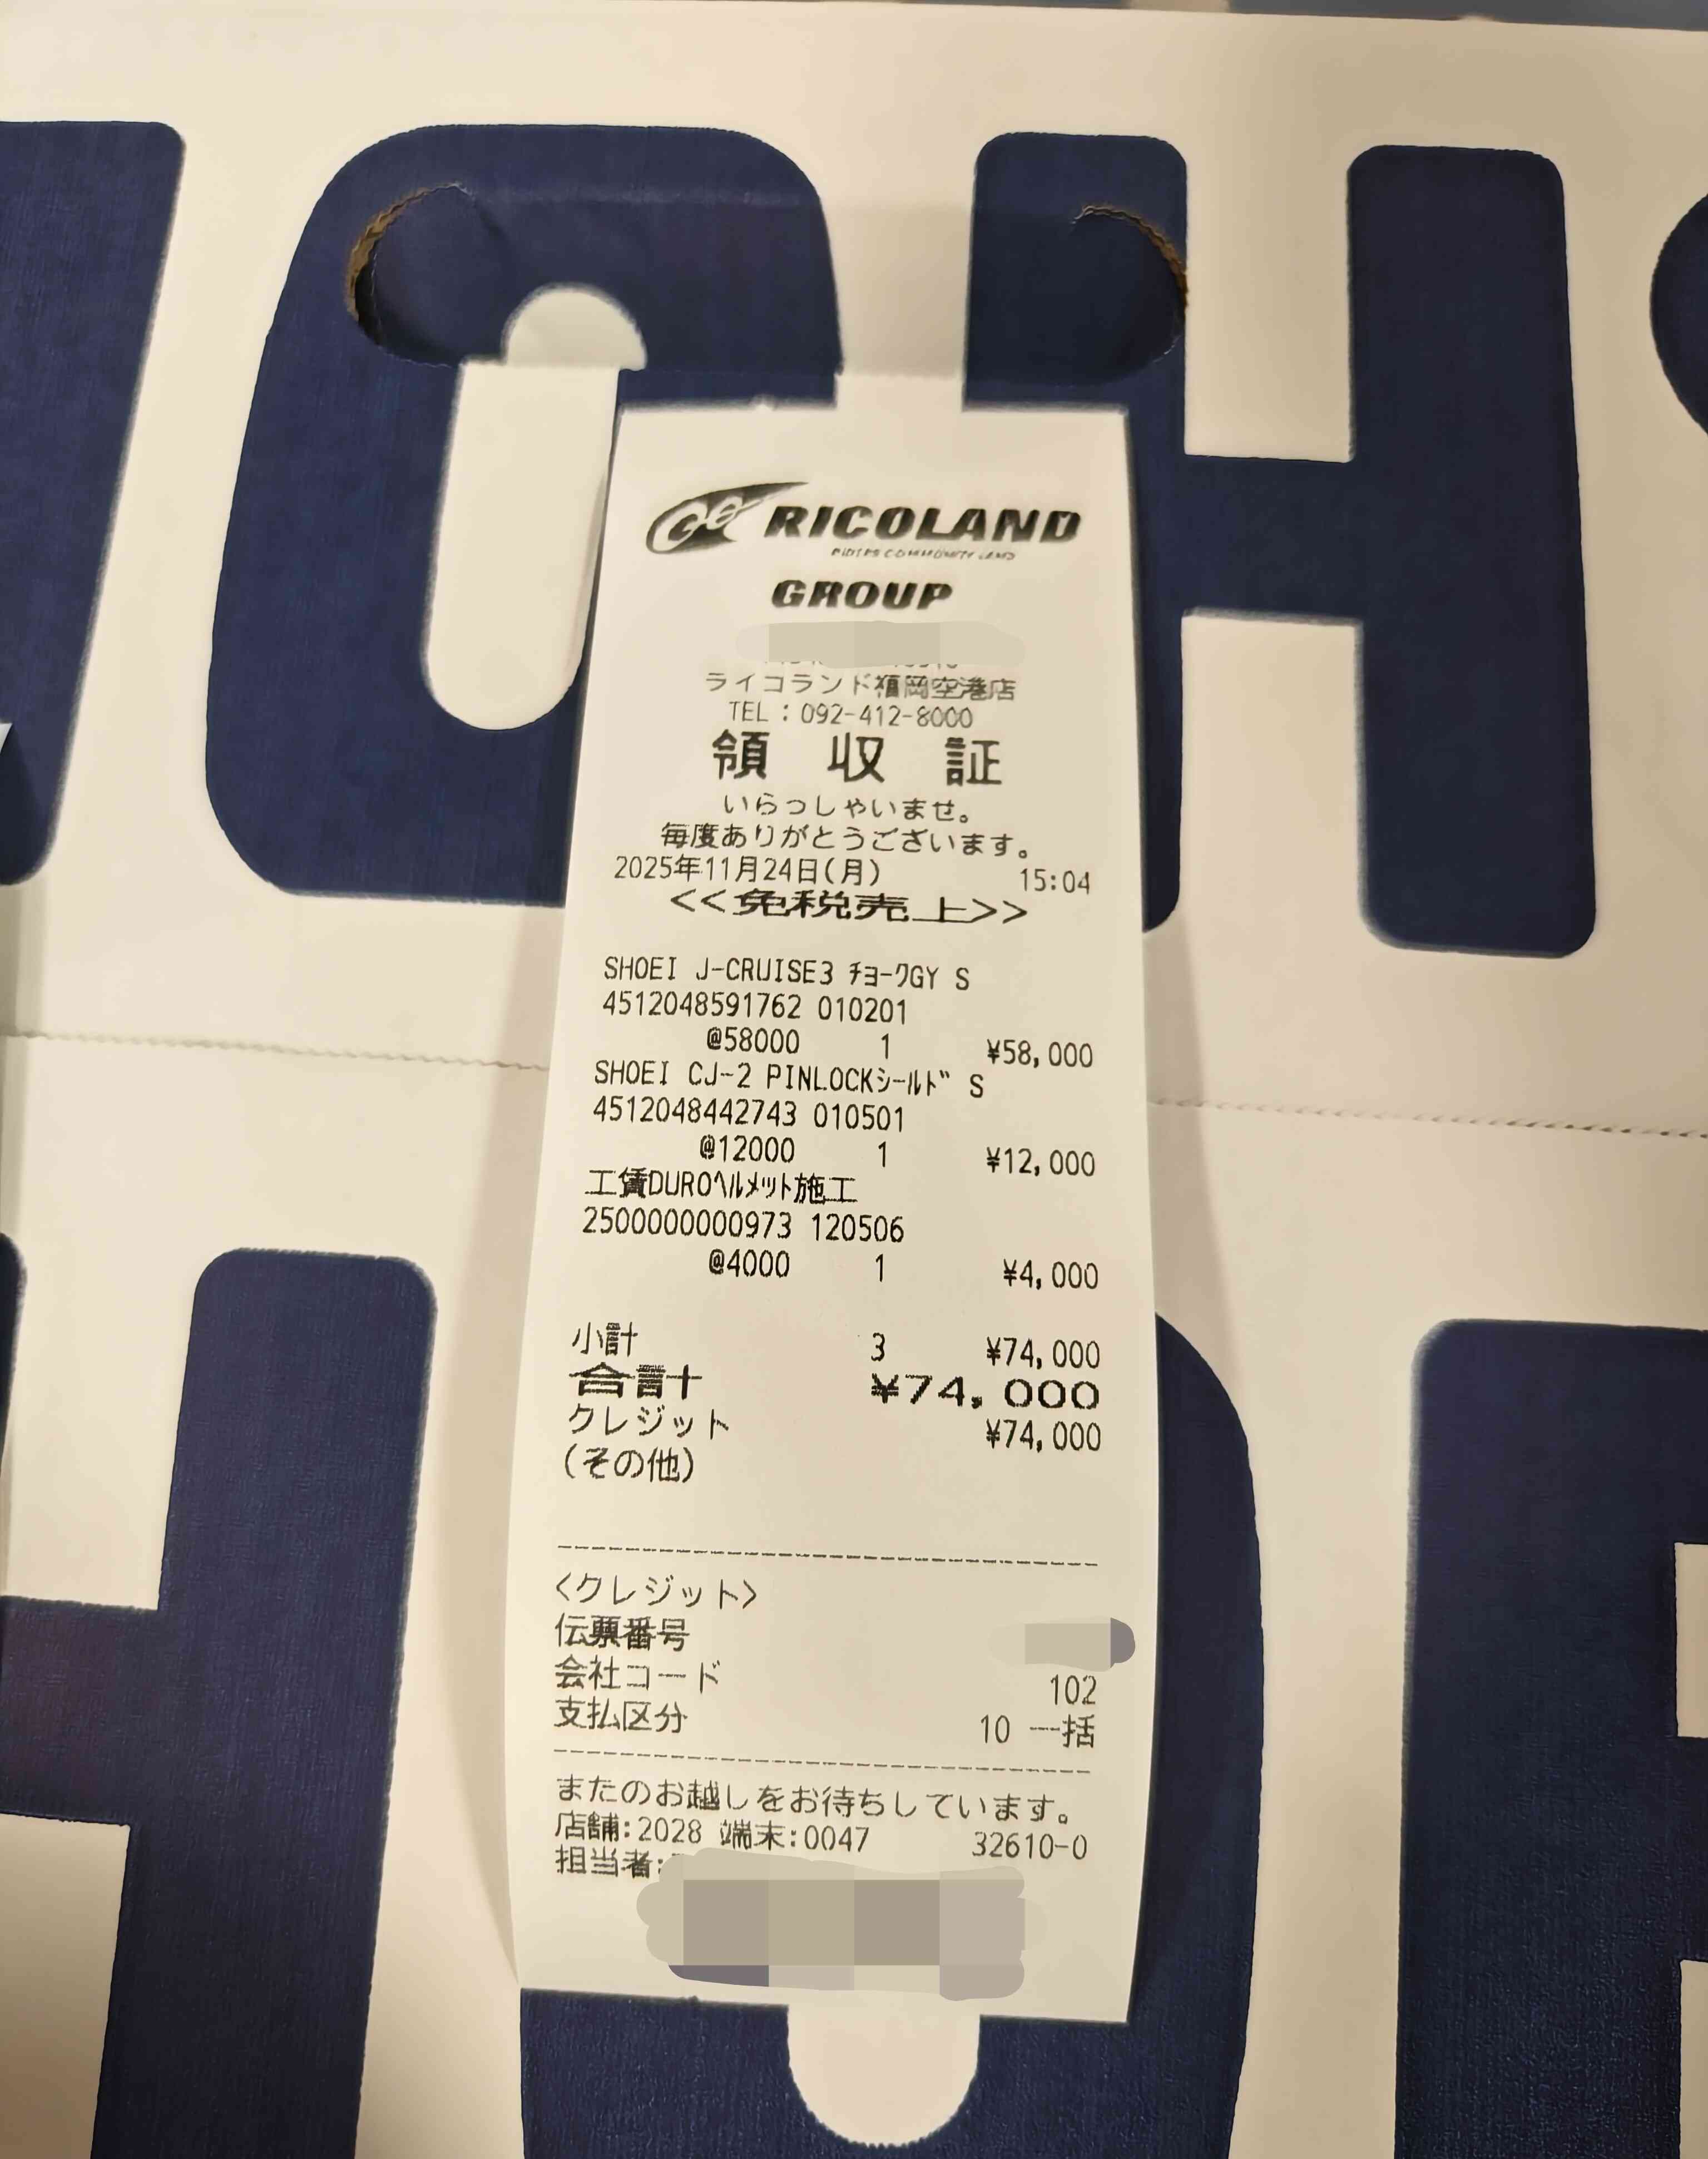 RICOLAND
RIDERS COMMUNITY LAND
GROUP
ライコランド福岡空港店
TEL：092-412-8000
領 収 証
いらっしゃいませ。
毎度ありがとうございます。
2025年11月24日(月) 15:04
<<免税売上>>
SHOEI J-CRUISE3 ﾁｮｰｸGY S
4512048591762 010201
@58000 1 ¥58,000
SHOEI CJ-2 PINLOCKｼｰﾙﾄﾞ S
4512048442743 010501
@12000 1 ¥12,000
工賃DUROﾍﾙﾒｯﾄ施工
2500000000973 120506
@4000 1 ¥4,000
小計 3 ¥74,000
合計 ¥74,000
クレジット ¥74,000
(その他)
<クレジット>
伝票番号
会社コード 102
支払区分 10 一括
またのお越しをお待ちしています。
店舗:2028 端末:0047 32610-0
担当者: